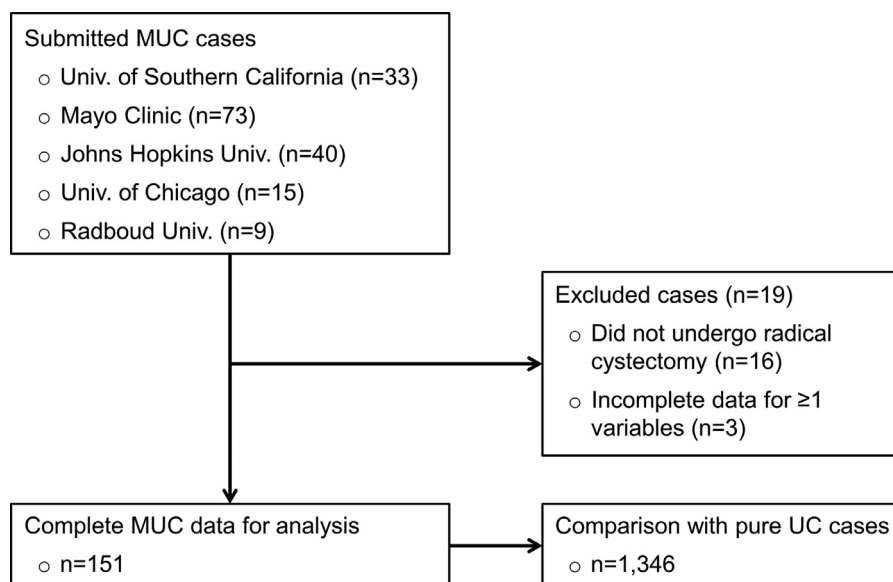 Submitted MUC cases
○ Univ. of Southern California (n=33)
○ Mayo Clinic (n=73)
○ Johns Hopkins Univ. (n=40)
○ Univ. of Chicago (n=15)
○ Radboud Univ. (n=9)
Excluded cases (n=19)
○ Did not undergo radical
cystectomy (n=16)
○ Incomplete data for ≥1
variables (n=3)
Complete MUC data for analysis
○ n=151
Comparison with pure UC cases
○ n=1,346